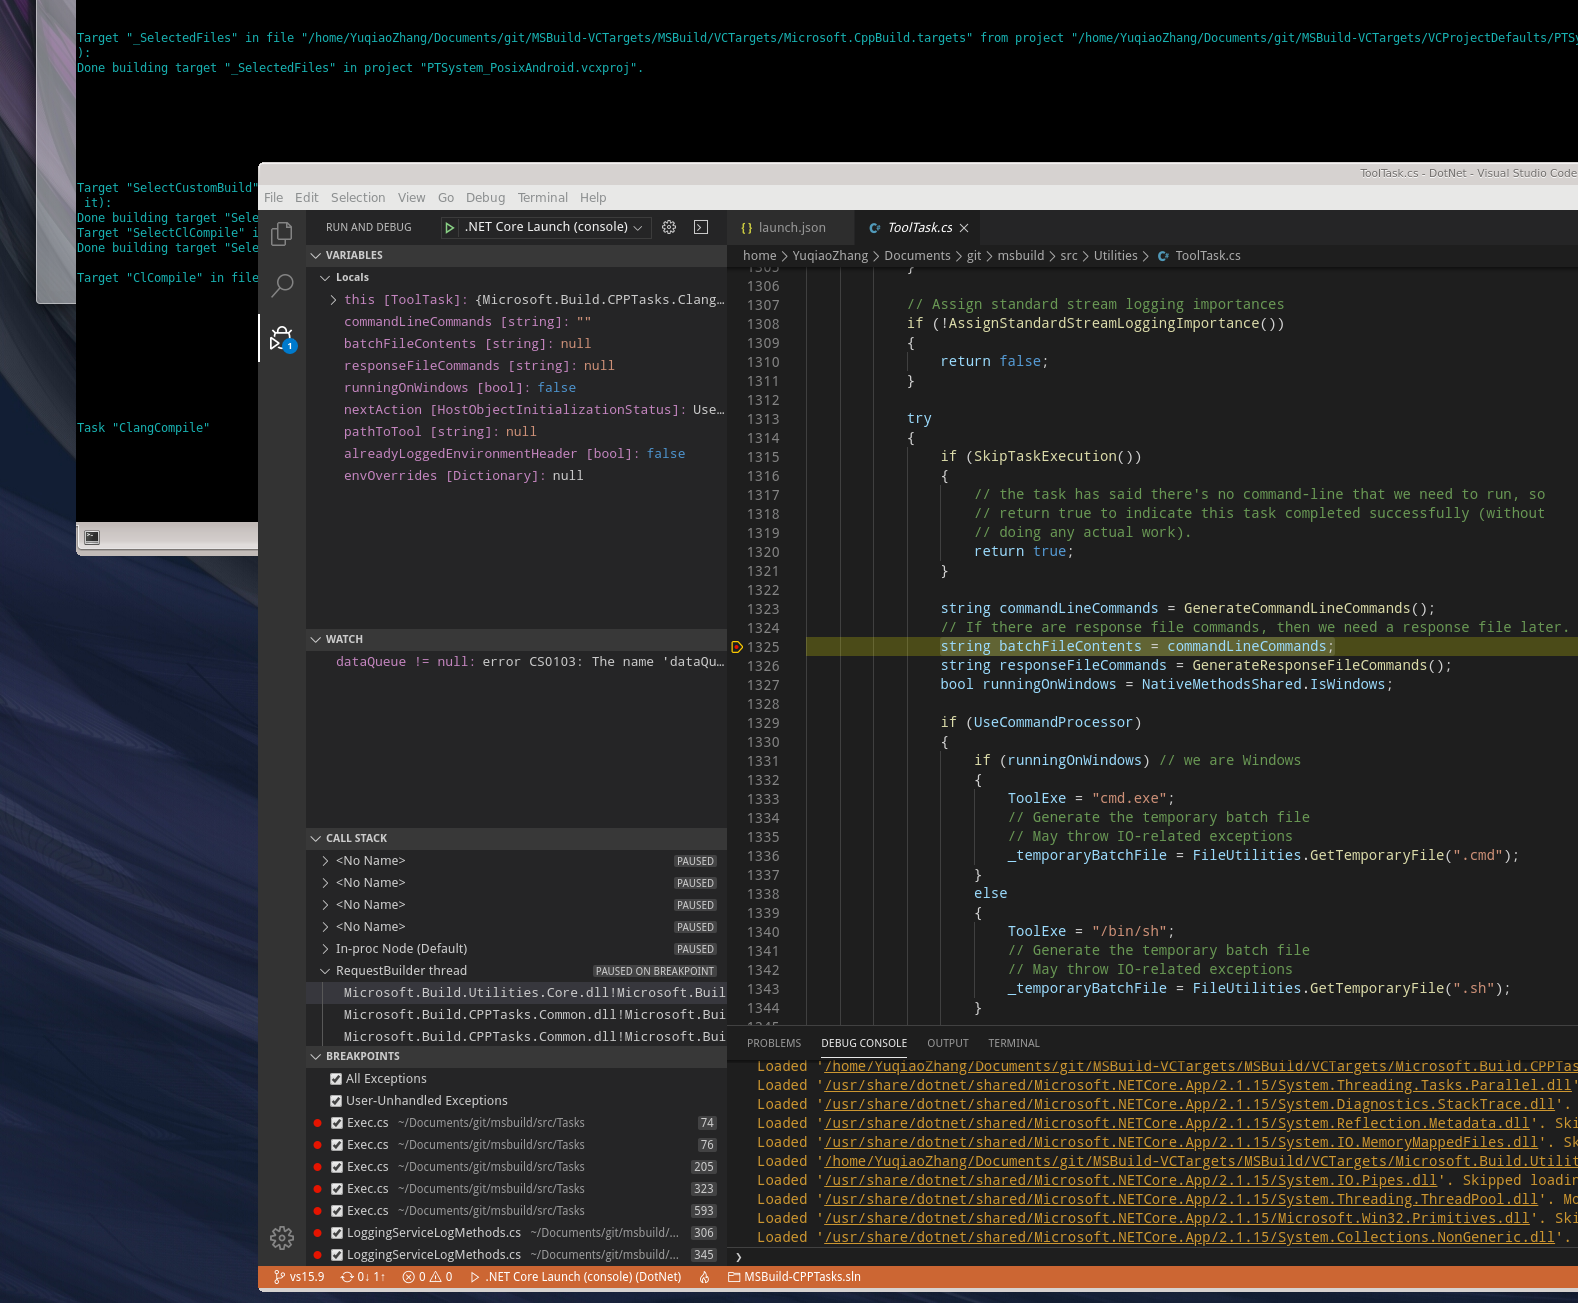 Target "_SelectedFiles" in file "/home/YuqiaoZhang/Documents/git/MSBuild-VCTargets/MSBuild/VCTargets/Microsoft.CppBuild.targets" from project "/home/YuqiaoZhang/Documents/git/MSBuild-VCTargets/VCProjectDefaults/PTSy
):
Done building target "_SelectedFiles" in project "PTSystem_PosixAndroid.vcxproj".
Target "SelectCustomBuild"
it):
Done building target "Sele
Target "SelectClCompile" i
Done building target "Sele
Target "ClCompile" in file
Task "ClangCompile"
ToolTask.cs - DotNet - Visual Studio Code
File Edit Selection View Go Debug Terminal Help
RUN AND DEBUG .NET Core Launch (console)
VARIABLES
Locals
this [ToolTask]: {Microsoft.Build.CPPTasks.Clang…
commandLineCommands [string]: ""
batchFileContents [string]: null
responseFileCommands [string]: null
runningOnWindows [bool]: false
nextAction [HostObjectInitializationStatus]: Use…
pathToTool [string]: null
alreadyLoggedEnvironmentHeader [bool]: false
envOverrides [Dictionary]: null
1
WATCH
dataQueue != null: error CS0103: The name 'dataQu…
CALL STACK
<No Name> PAUSED
<No Name> PAUSED
<No Name> PAUSED
<No Name> PAUSED
In-proc Node (Default) PAUSED
RequestBuilder thread PAUSED ON BREAKPOINT
Microsoft.Build.Utilities.Core.dll!Microsoft.Buil
Microsoft.Build.CPPTasks.Common.dll!Microsoft.Bui
Microsoft.Build.CPPTasks.Common.dll!Microsoft.Bui
BREAKPOINTS
All Exceptions
User-Unhandled Exceptions
Exec.cs ~/Documents/git/msbuild/src/Tasks 74
Exec.cs ~/Documents/git/msbuild/src/Tasks 76
Exec.cs ~/Documents/git/msbuild/src/Tasks 205
Exec.cs ~/Documents/git/msbuild/src/Tasks 323
Exec.cs ~/Documents/git/msbuild/src/Tasks 593
LoggingServiceLogMethods.cs ~/Documents/git/msbuild/... 306
LoggingServiceLogMethods.cs ~/Documents/git/msbuild/... 345
{} launch.json C# ToolTask.cs
home > YuqiaoZhang > Documents > git > msbuild > src > Utilities > C# ToolTask.cs
1305 }
1306
1307 // Assign standard stream logging importances
1308 if (!AssignStandardStreamLoggingImportance())
1309 {
1310 return false;
1311 }
1312
1313 try
1314 {
1315 if (SkipTaskExecution())
1316 {
1317 // the task has said there's no command-line that we need to run, so
1318 // return true to indicate this task completed successfully (without
1319 // doing any actual work).
1320 return true;
1321 }
1322
1323 string commandLineCommands = GenerateCommandLineCommands();
1324 // If there are response file commands, then we need a response file later.
1325 string batchFileContents = commandLineCommands;
1326 string responseFileCommands = GenerateResponseFileCommands();
1327 bool runningOnWindows = NativeMethodsShared.IsWindows;
1328
1329 if (UseCommandProcessor)
1330 {
1331 if (runningOnWindows) // we are Windows
1332 {
1333 ToolExe = "cmd.exe";
1334 // Generate the temporary batch file
1335 // May throw IO-related exceptions
1336 _temporaryBatchFile = FileUtilities.GetTemporaryFile(".cmd");
1337 }
1338 else
1339 {
1340 ToolExe = "/bin/sh";
1341 // Generate the temporary batch file
1342 // May throw IO-related exceptions
1343 _temporaryBatchFile = FileUtilities.GetTemporaryFile(".sh");
1344 }
1345
PROBLEMS DEBUG CONSOLE OUTPUT TERMINAL
Loaded '/home/YuqiaoZhang/Documents/git/MSBuild-VCTargets/MSBuild/VCTargets/Microsoft.Build.CPPTas
Loaded '/usr/share/dotnet/shared/Microsoft.NETCore.App/2.1.15/System.Threading.Tasks.Parallel.dll'
Loaded '/usr/share/dotnet/shared/Microsoft.NETCore.App/2.1.15/System.Diagnostics.StackTrace.dll'.
Loaded '/usr/share/dotnet/shared/Microsoft.NETCore.App/2.1.15/System.Reflection.Metadata.dll'. Ski
Loaded '/usr/share/dotnet/shared/Microsoft.NETCore.App/2.1.15/System.IO.MemoryMappedFiles.dll'. Sk
Loaded '/home/YuqiaoZhang/Documents/git/MSBuild-VCTargets/MSBuild/VCTargets/Microsoft.Build.Utilit
Loaded '/usr/share/dotnet/shared/Microsoft.NETCore.App/2.1.15/System.IO.Pipes.dll'. Skipped loadin
Loaded '/usr/share/dotnet/shared/Microsoft.NETCore.App/2.1.15/System.Threading.ThreadPool.dll'. Mo
Loaded '/usr/share/dotnet/shared/Microsoft.NETCore.App/2.1.15/Microsoft.Win32.Primitives.dll'. Ski
Loaded '/usr/share/dotnet/shared/Microsoft.NETCore.App/2.1.15/System.Collections.NonGeneric.dll'.
vs15.9 0↓ 1↑ 0 0 .NET Core Launch (console) (DotNet) MSBuild-CPPTasks.sln